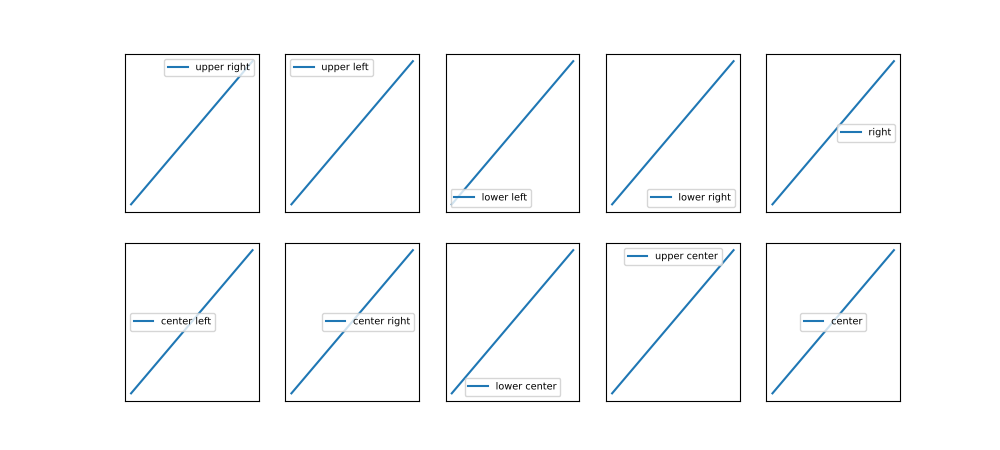 upper right
upper left
lower left
lower right
right
center left
center right
lower center
upper center
center